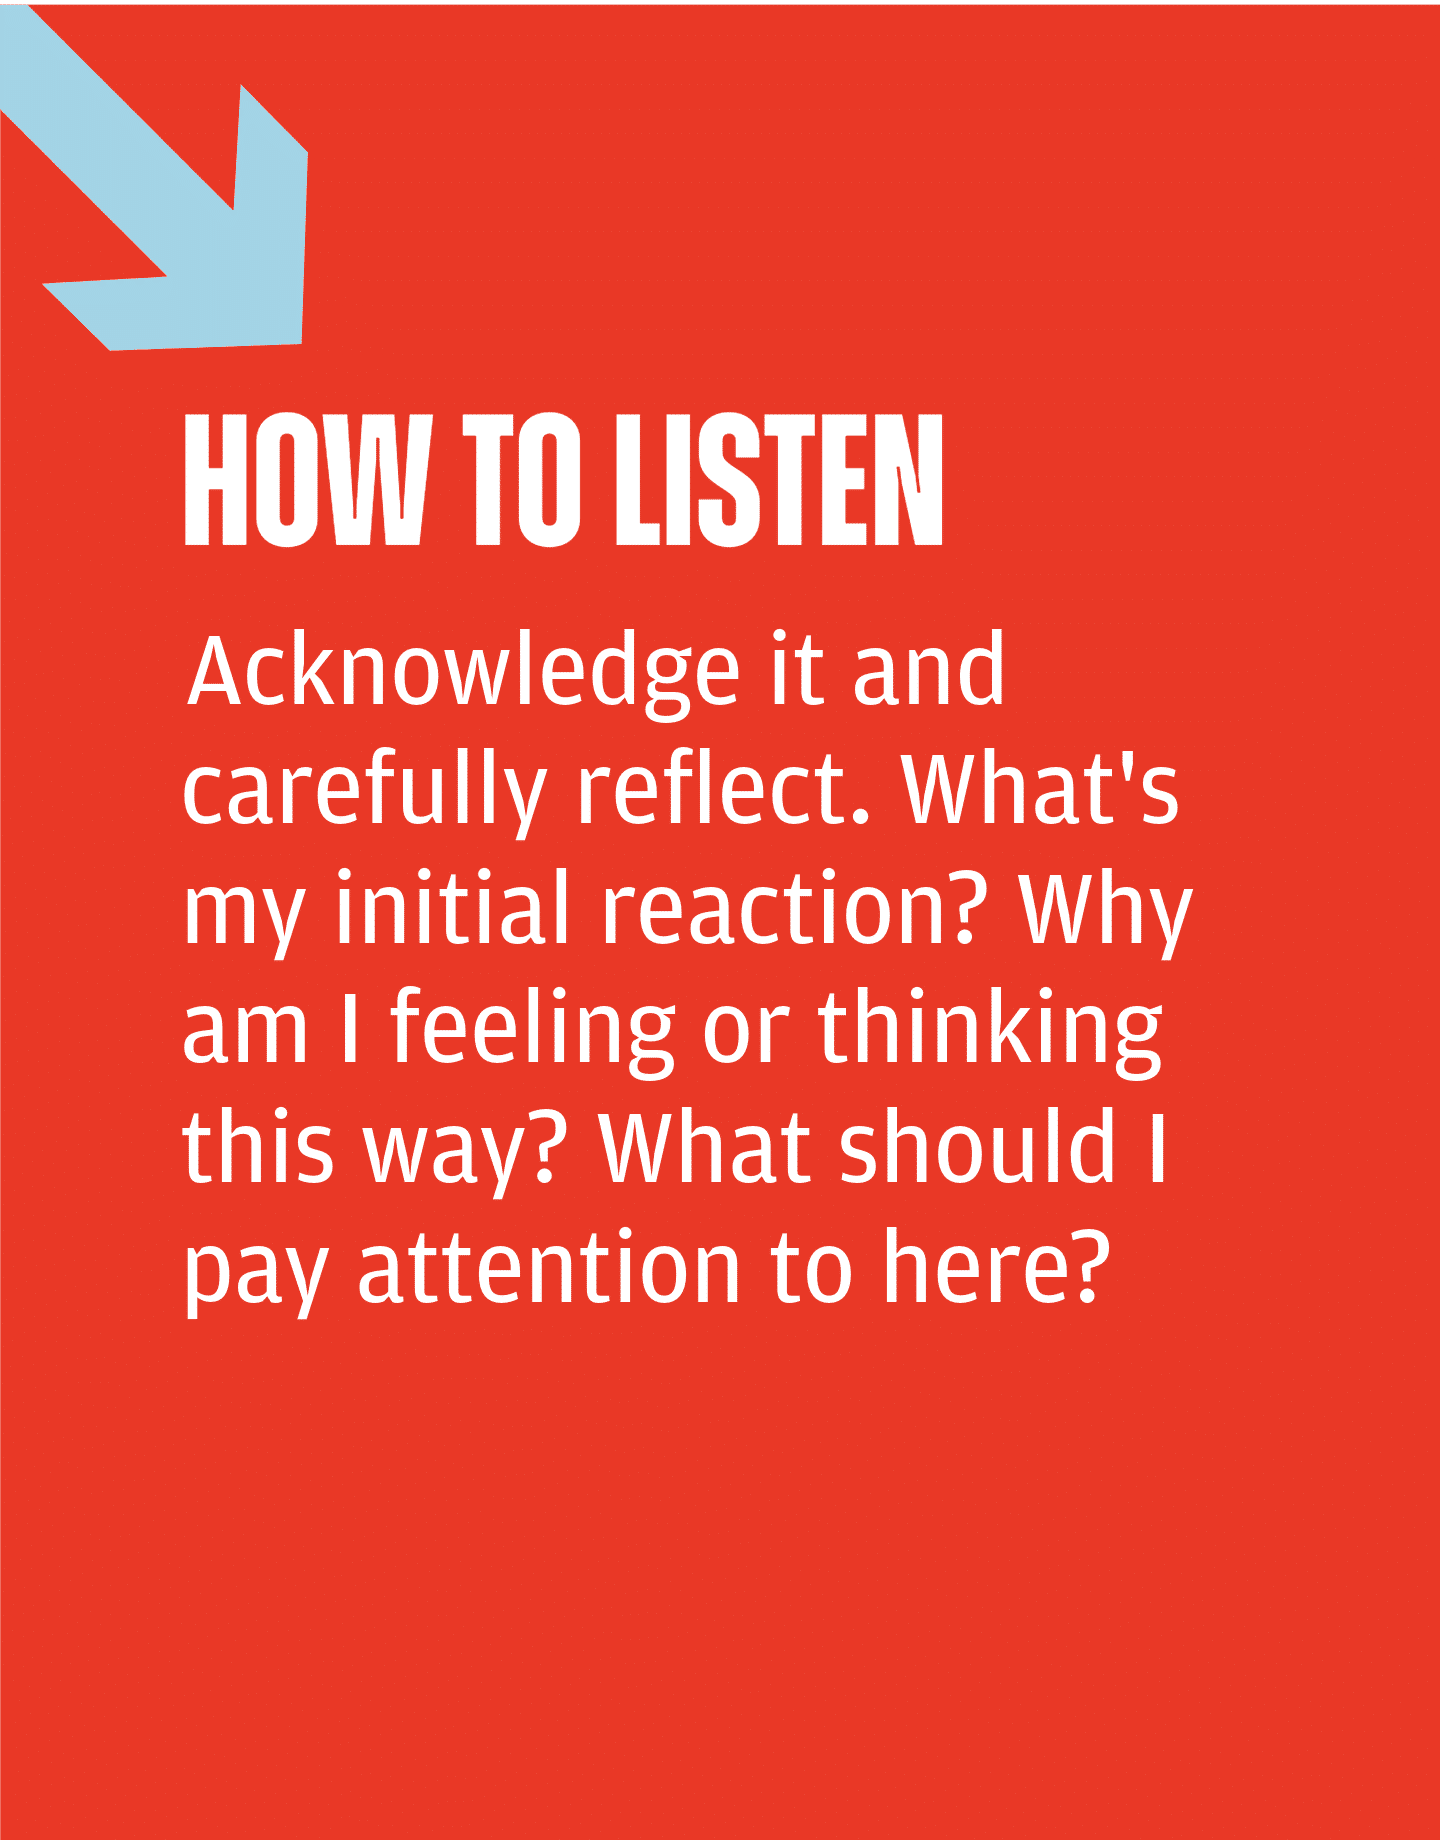 HOW TO LISTEN
Acknowledge it and
carefully reflect. What's
my initial reaction? Why
am I feeling or thinking
this way? What should I
pay attention to here?